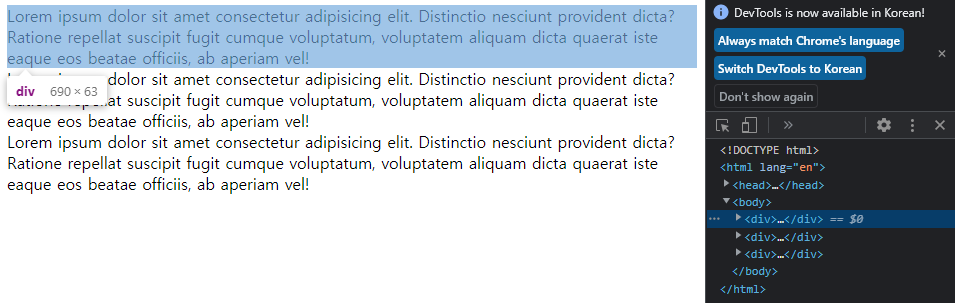 Lorem ipsum dolor sit amet consectetur adipisicing elit. Distinctio nesciunt provident dicta?
Ratione repellat suscipit fugit cumque voluptatum, voluptatem aliquam dicta quaerat iste
eaque eos beatae officiis, ab aperiam vel!
div 690 × 63
dolor sit amet consectetur adipisicing elit. Distinctio nesciunt provident dicta?
repellat suscipit fugit cumque voluptatum, voluptatem aliquam dicta quaerat iste
eaque eos beatae officiis, ab aperiam vel!
Lorem ipsum dolor sit amet consectetur adipisicing elit. Distinctio nesciunt provident dicta?
Ratione repellat suscipit fugit cumque voluptatum, voluptatem aliquam dicta quaerat iste
eaque eos beatae officiis, ab aperiam vel!
DevTools is now available in Korean!
Always match Chrome's language
Switch DevTools to Korean
Don't show again
<!DOCTYPE html>
<html lang="en">
<head>…</head>
<body>
<div>…</div> == $0
<div>…</div>
<div>…</div>
</body>
</html>